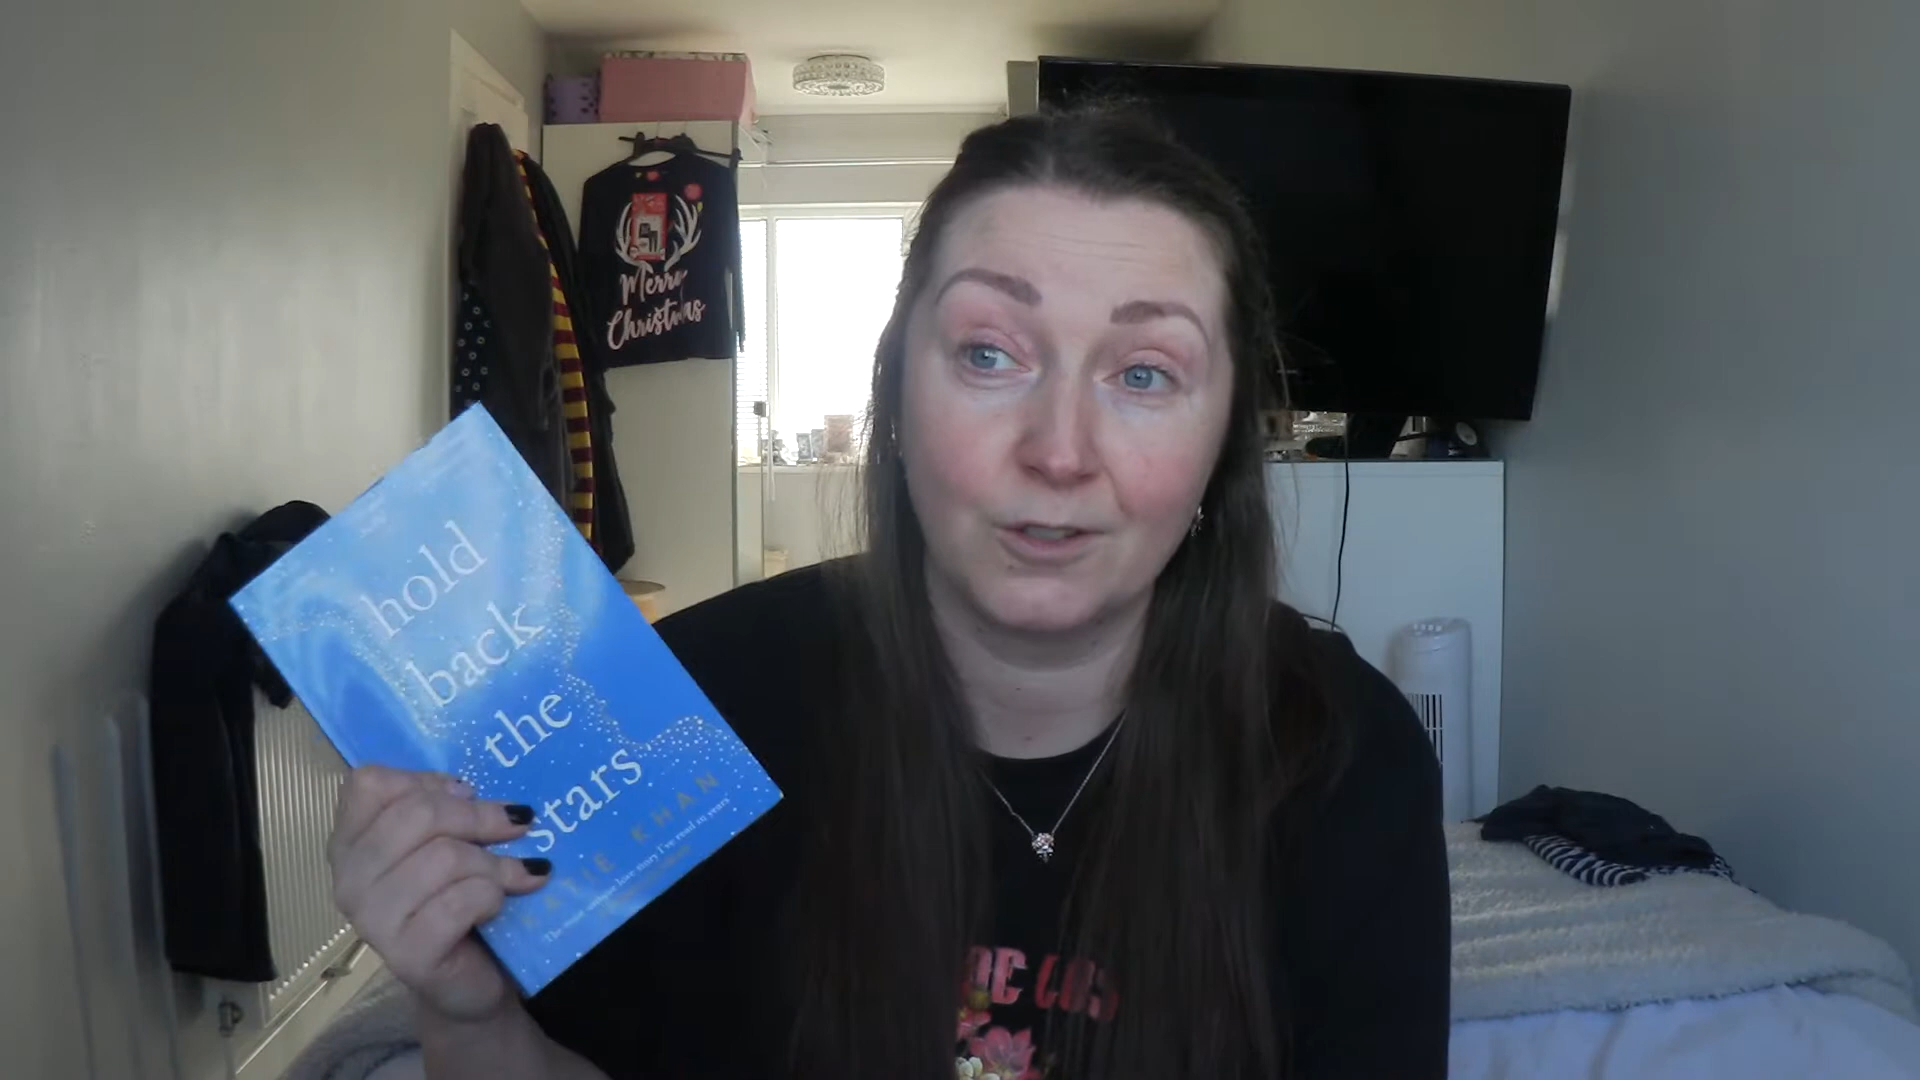 Merry
Christmas
hold
back
the
stars
KATIE KHAN
The most unique love story I've read in years